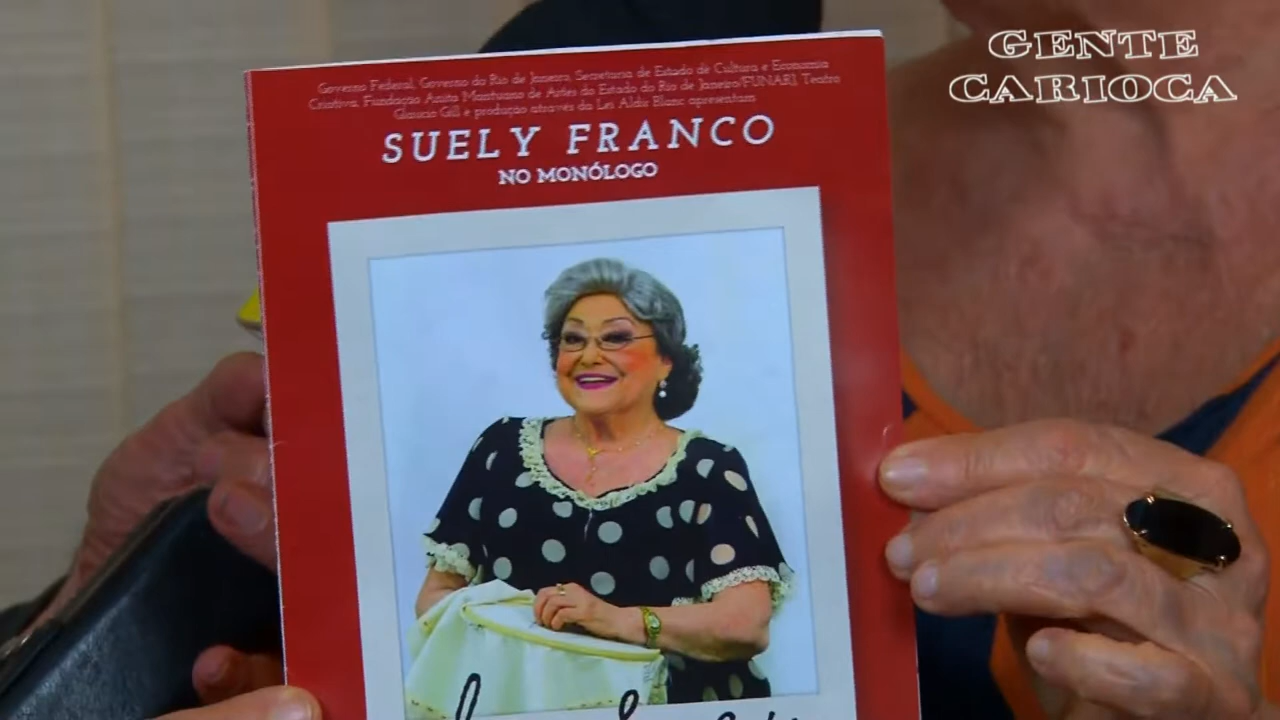 GENTE
CARIOCA
Governo Federal, Governo do Rio de Janeiro, Secretaria de Estado de Cultura e Economia
Criativa, Fundação Anita Mantuano de Artes do Estado do Rio de Janeiro/FUNARJ, Teatro
Glaucio Gill e produção através da Lei Aldir Blanc apresentam
SUELY FRANCO
NO MONÓLOGO